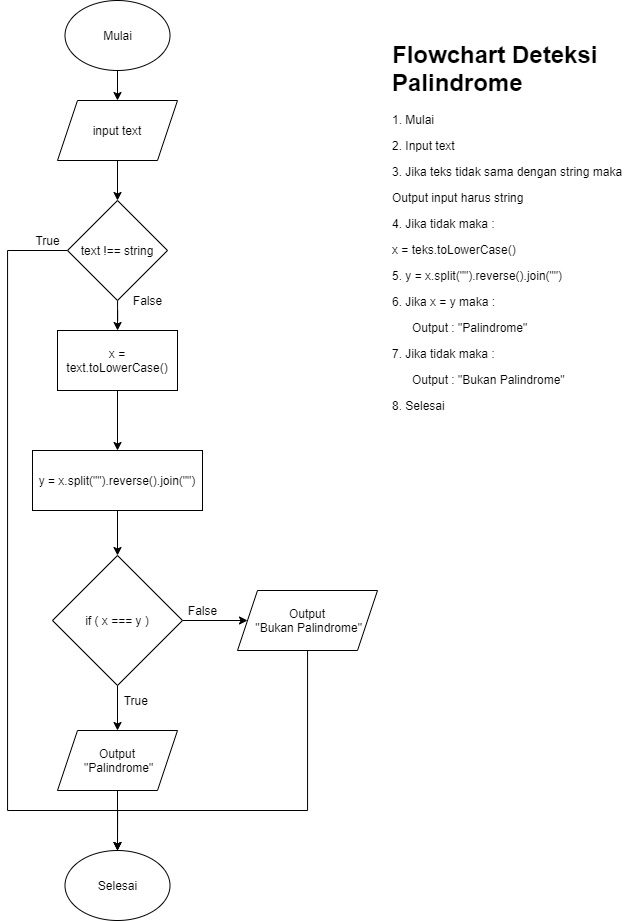 Mulai
input text
True
text !== string
False
x =
text.toLowerCase()
y = x.split("").reverse().join("")
if ( x === y )
False
Output
"Bukan Palindrome"
True
Output
"Palindrome"
Selesai
Flowchart Deteksi
Palindrome
1. Mulai
2. Input text
3. Jika teks tidak sama dengan string maka
Output input harus string
4. Jika tidak maka :
x = teks.toLowerCase()
5. y = x.split("").reverse().join("")
6. Jika x = y maka :
Output : "Palindrome"
7. Jika tidak maka :
Output : "Bukan Palindrome"
8. Selesai